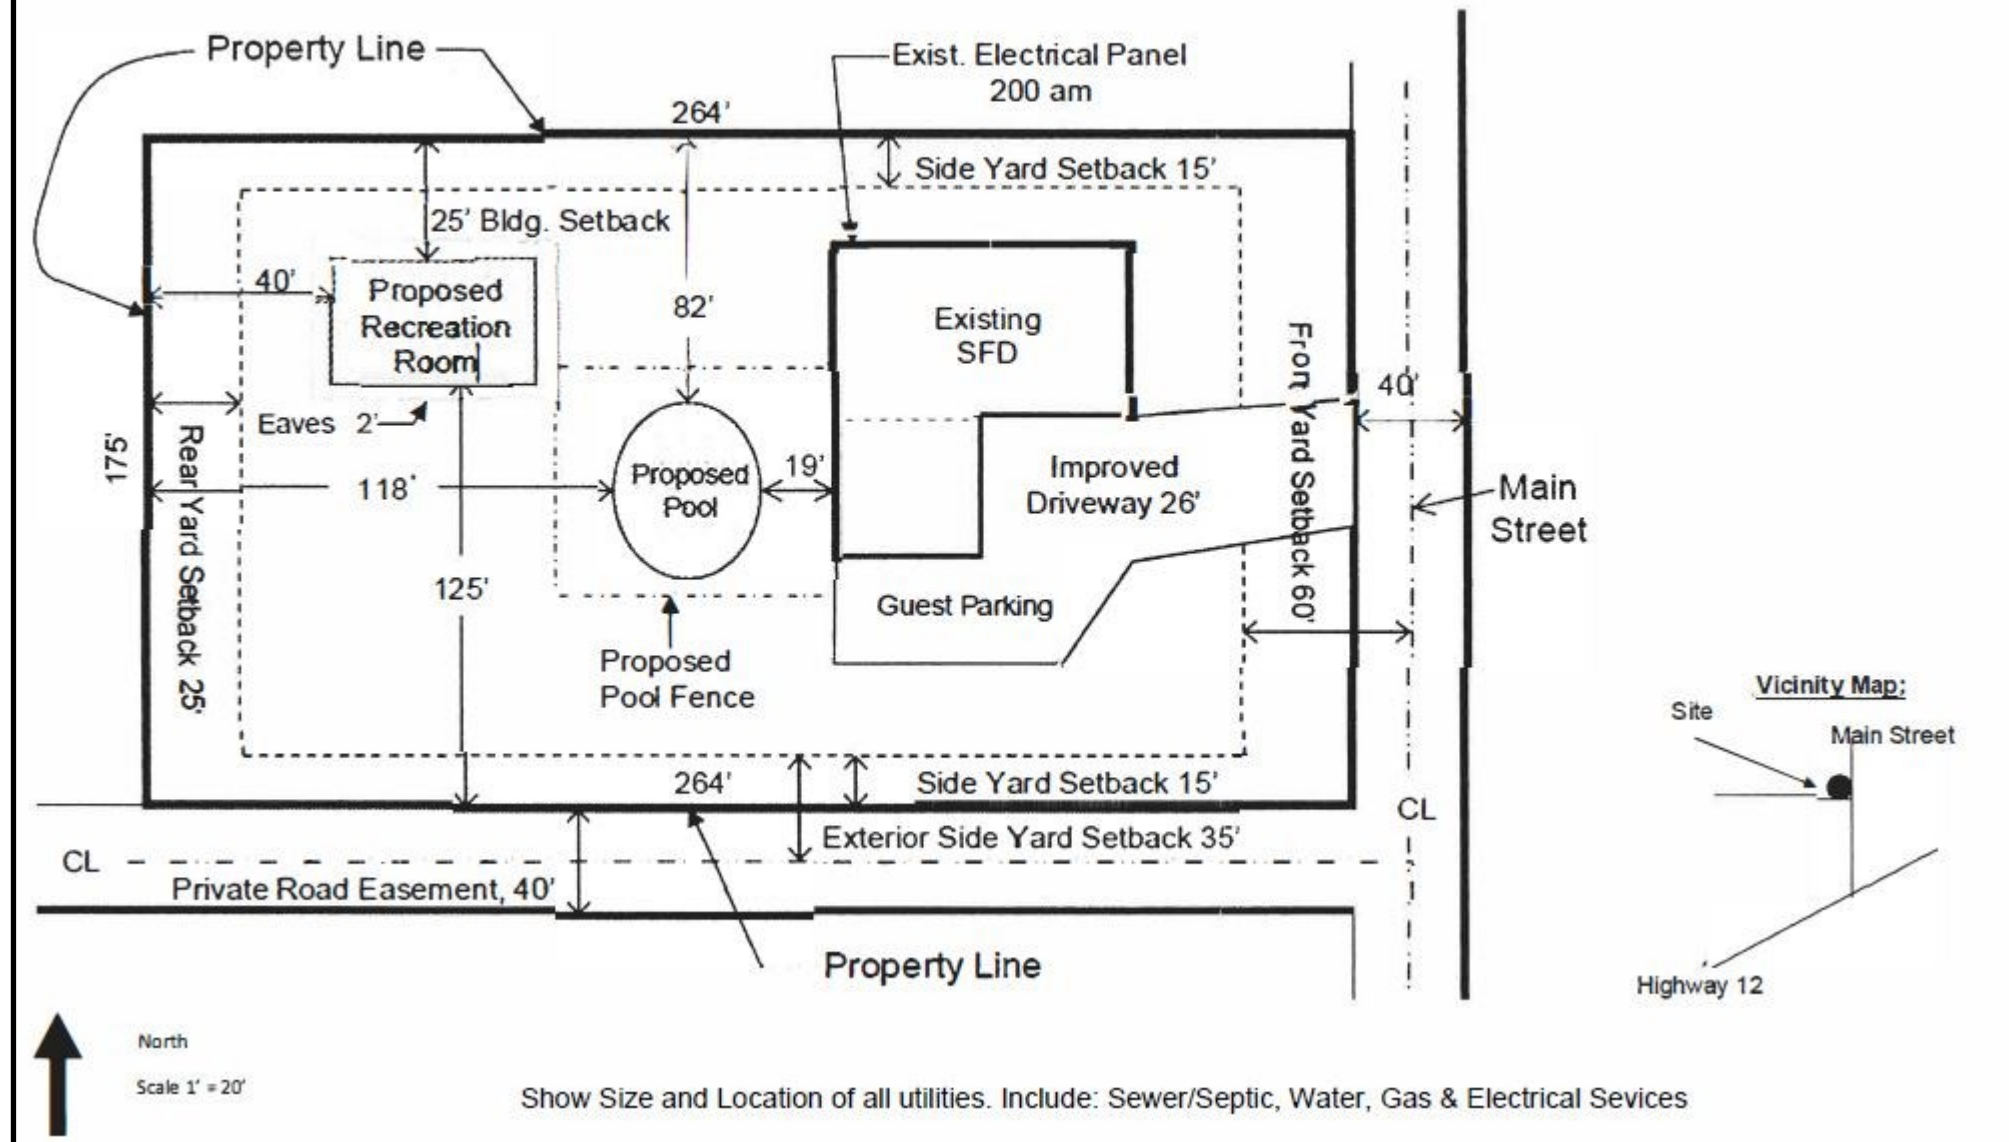 Property Line
Exist. Electrical Panel
200 am
264'
Side Yard Setback 15'
25' Bldg. Setback
40'
Proposed
Recreation
Room
82'
Existing
SFD
Front Yard Setback 60'
40'
Eaves 2'
175'
Rear Yard Setback 25'
118'
Proposed
Pool
19'
Improved
Driveway 26'
Main
Street
125'
Guest Parking
Proposed
Pool Fence
Vicinity Map;
Site
Main Street
264'
Side Yard Setback 15'
CL
Exterior Side Yard Setback 35'
CL
Private Road Easement, 40'
Property Line
Highway 12
North
Scale 1' = 20'
Show Size and Location of all utilities. Include: Sewer/Septic, Water, Gas & Electrical Sevices